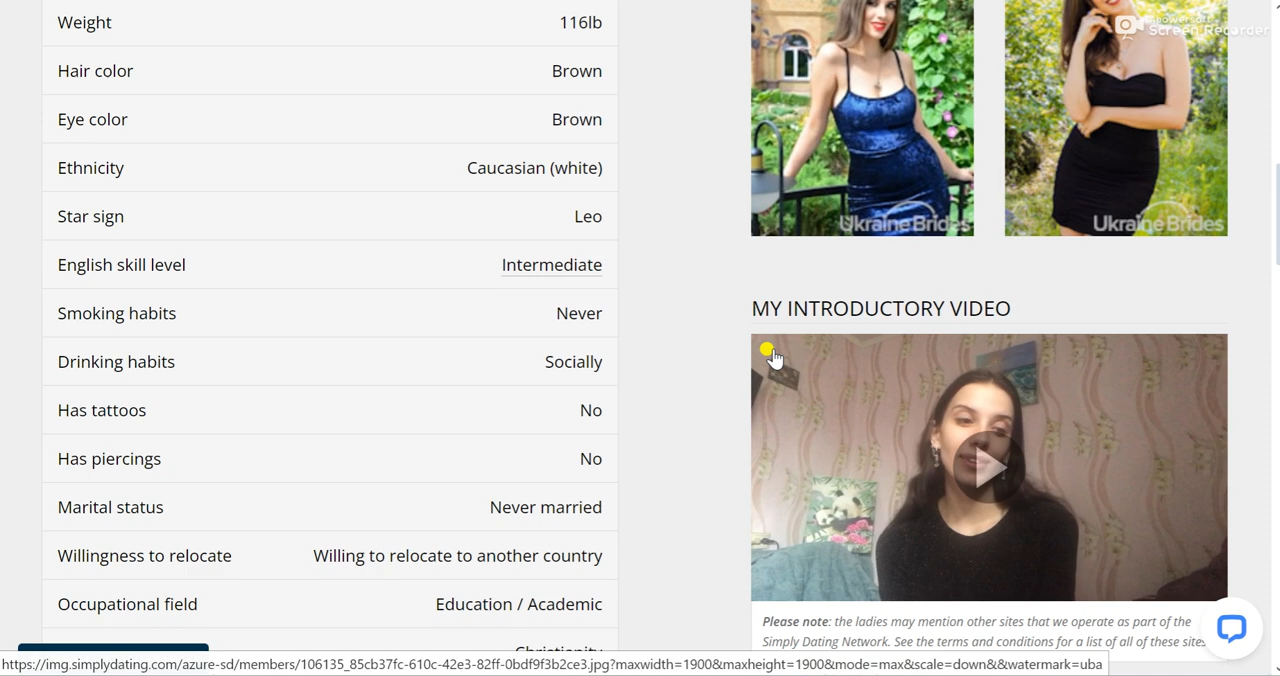 Weight 116lb
Hair color Brown
Eye color Brown
Ethnicity Caucasian (white)
Star sign Leo
English skill level Intermediate
Smoking habits Never
Drinking habits Socially
Has tattoos No
Has piercings No
Marital status Never married
Willingness to relocate Willing to relocate to another country
Occupational field Education / Academic
Christianity
Screen Recorder
Ukraine Brides
Ukraine Brides
MY INTRODUCTORY VIDEO
Please note: the ladies may mention other sites that we operate as part of the
Simply Dating Network. See the terms and conditions for a list of all of these sites
https://img.simplydating.com/azure-sd/members/106135_85cb37fc-610c-42e3-82ff-0bdf9f3b2ce3.jpg?maxwidth=1900&maxheight=1900&mode=max&scale=down&&watermark=uba